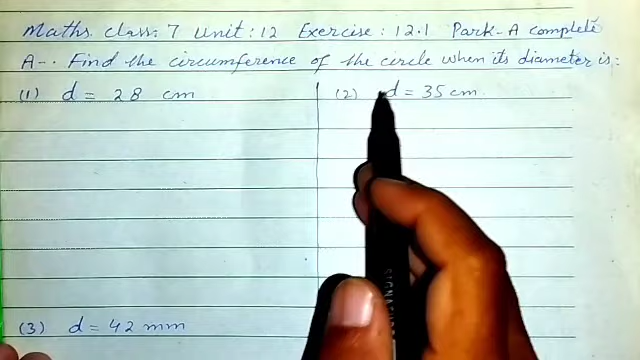 Maths class: 7 Unit: 12 Exercise: 12.1 Park-A complete
A-. Find the circumference of the circle when its diameter is:
(1) d = 28 cm (2) d = 35 cm.
(3) d = 42 mm